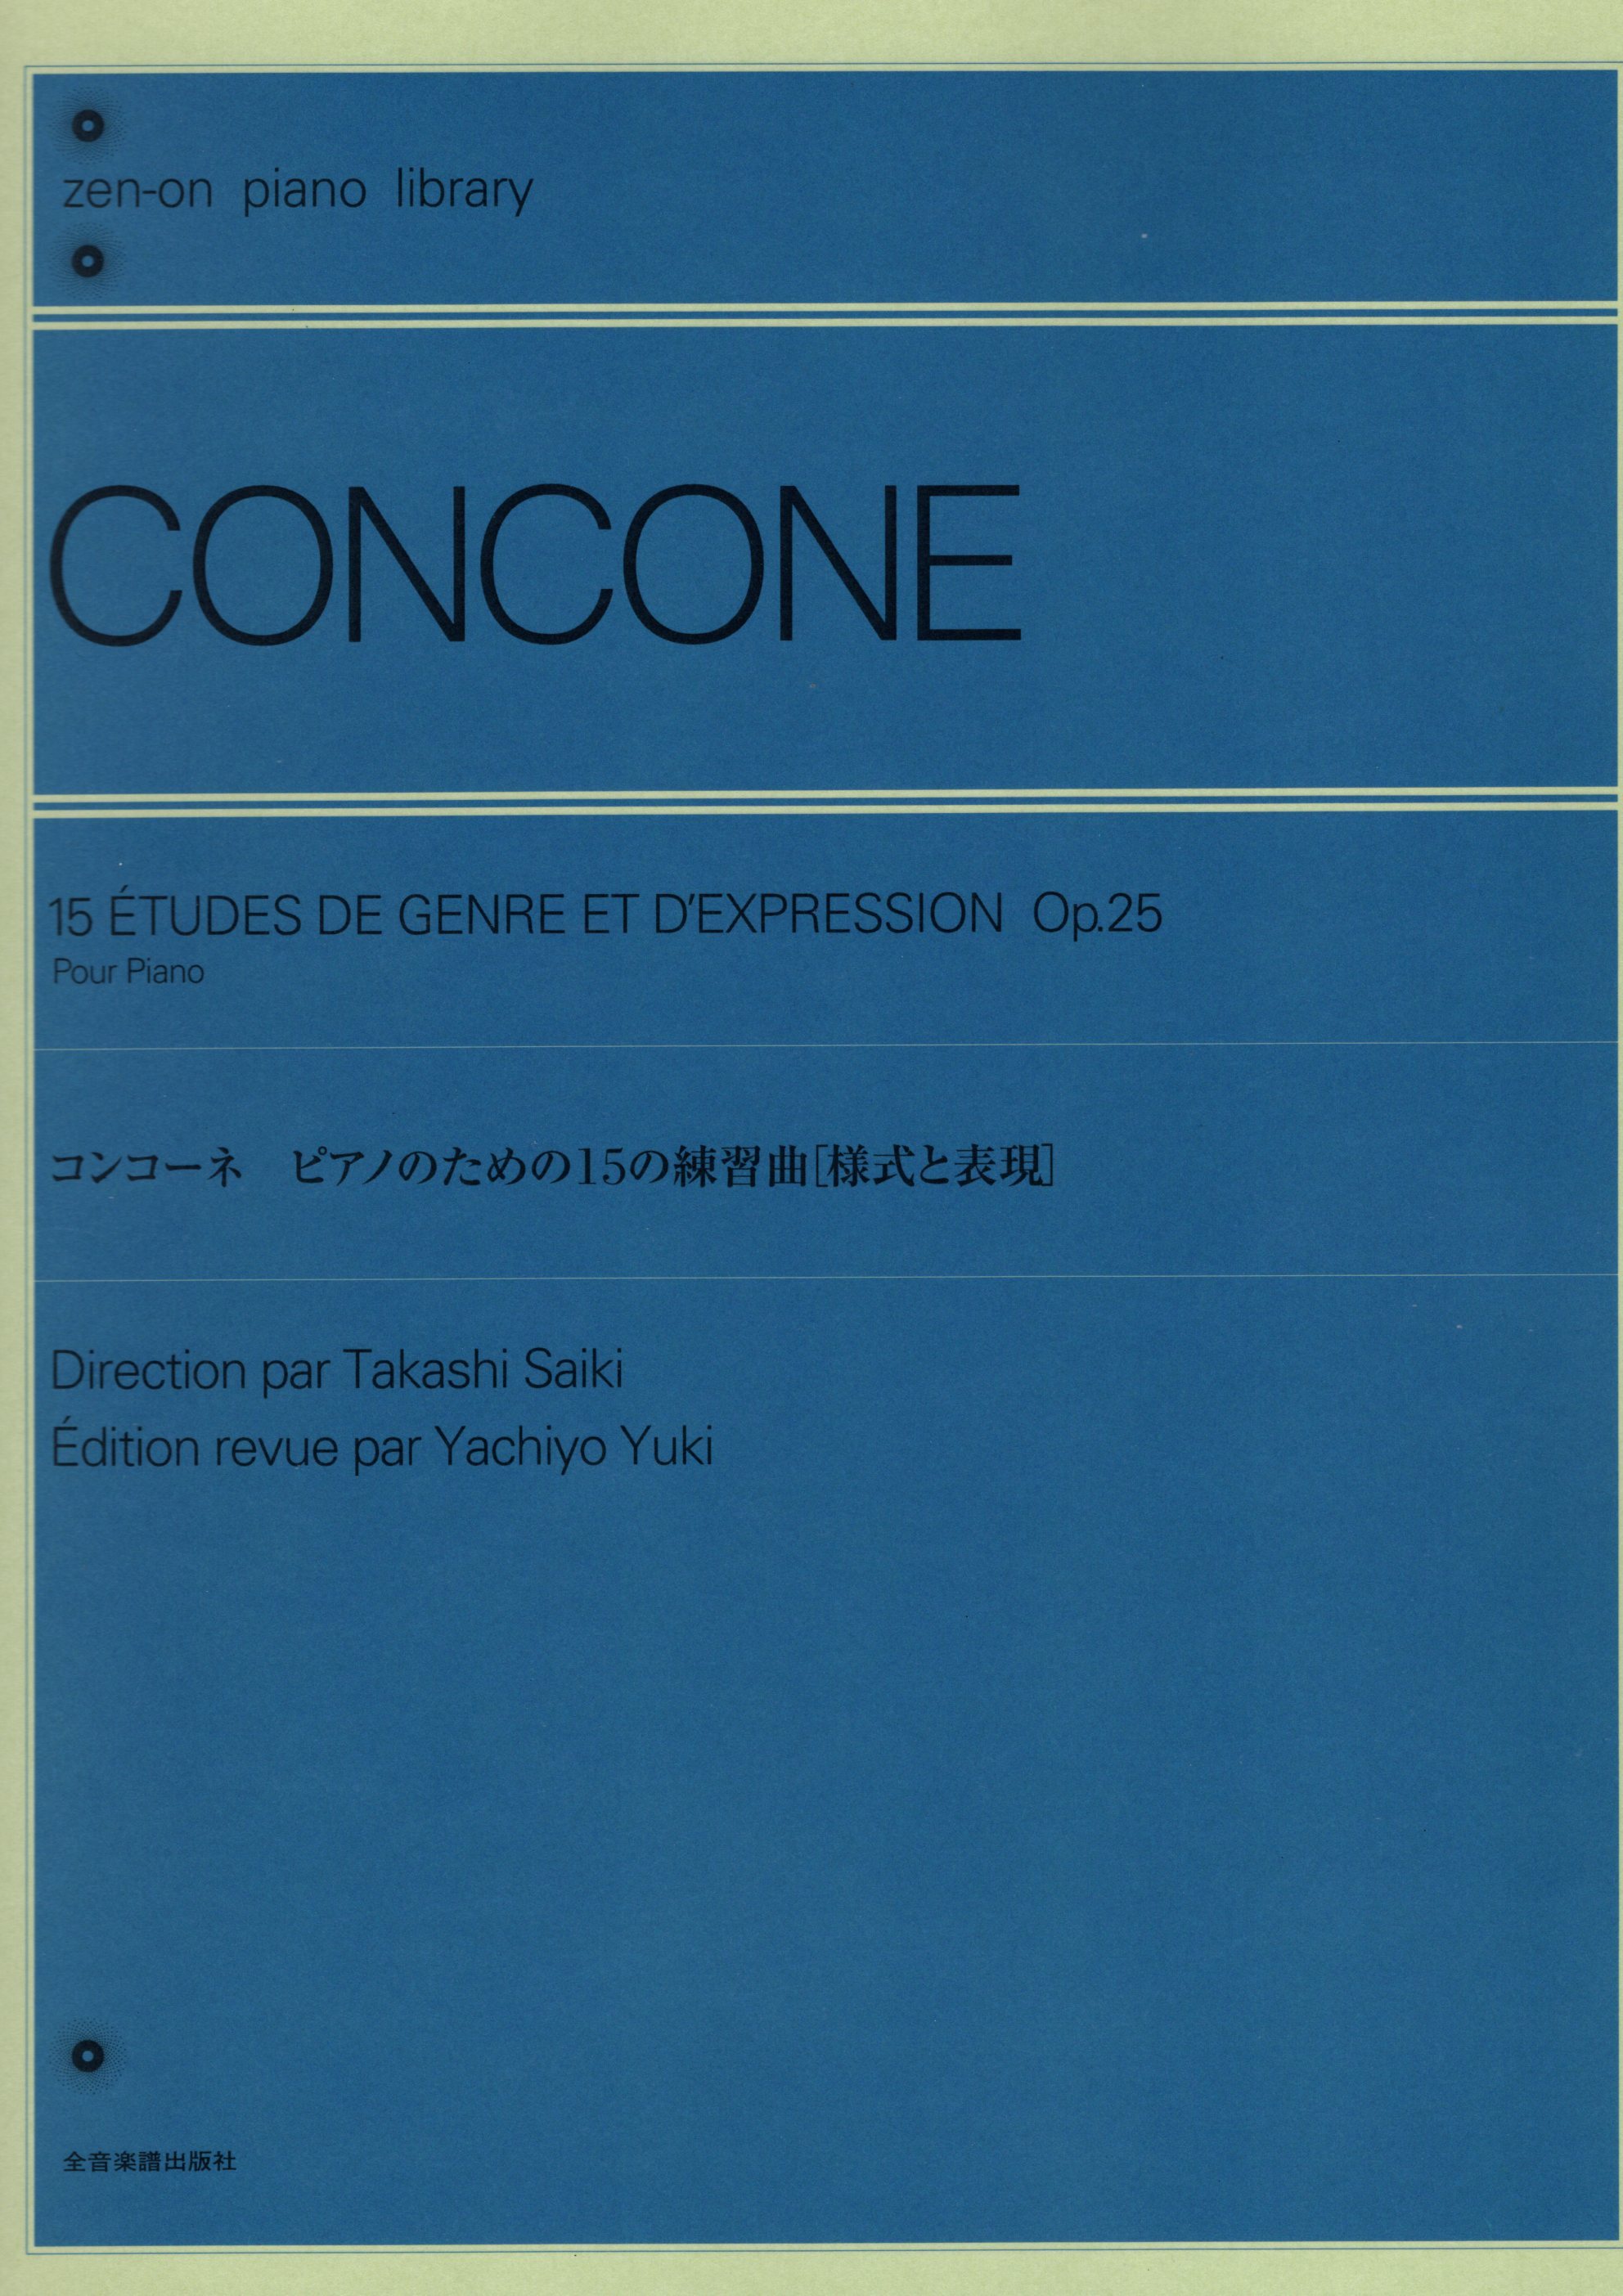 zen-on piano library
CONCONE
15 ÉTUDES DE GENRE ET D'EXPRESSION Op.25
Pour Piano
コンコーネ ピアノのための15の練習曲[様式と表現]
Direction par Takashi Saiki
Édition revue par Yachiyo Yuki
全音楽譜出版社